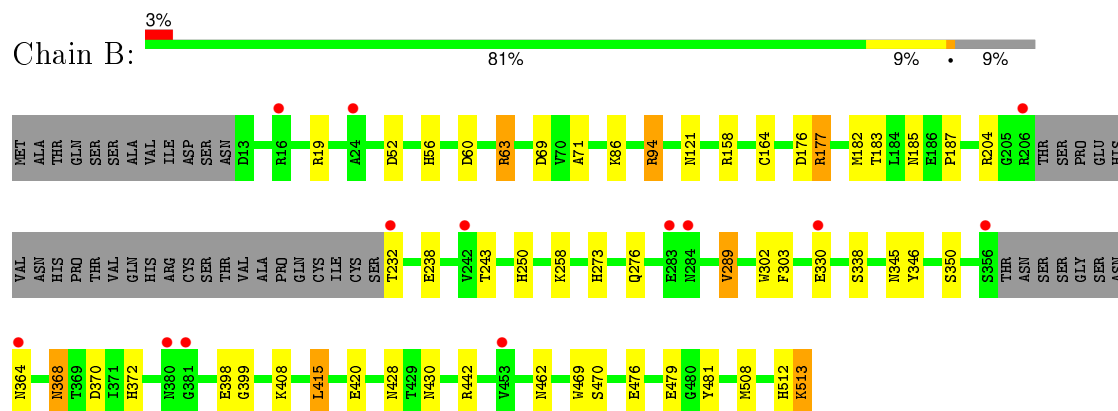 3%
Chain B:
81% 9% • 9%
MET ALA THR GLN SER SER ALA VAL ILE ASP SER ASN D13 R16 R19 A24 D52 H56 D60 R63 D69 V70 A71 K86 R94 N121 R158 C164 D176 R177 M182 T183 L184 N185 E186 P187 R204 G205 R206 THR SER PRO GLU HIS
VAL ASN HIS PRO THR VAL GLN HIS ARG CYS SER THR VAL ALA PRO GLN CYS ILE CYS SER T232 E238 V242 T243 H250 K258 H273 Q276 E283 N284 V289 W302 F303 E330 S338 N345 Y346 S350 S356 THR ASN SER SER GLY SER ASN
N364 N368 T369 D370 I371 H372 N380 G381 E398 G399 K408 L415 E420 N428 T429 N430 R442 V453 N462 W469 S470 E476 E479 G480 Y481 M508 H512 K513